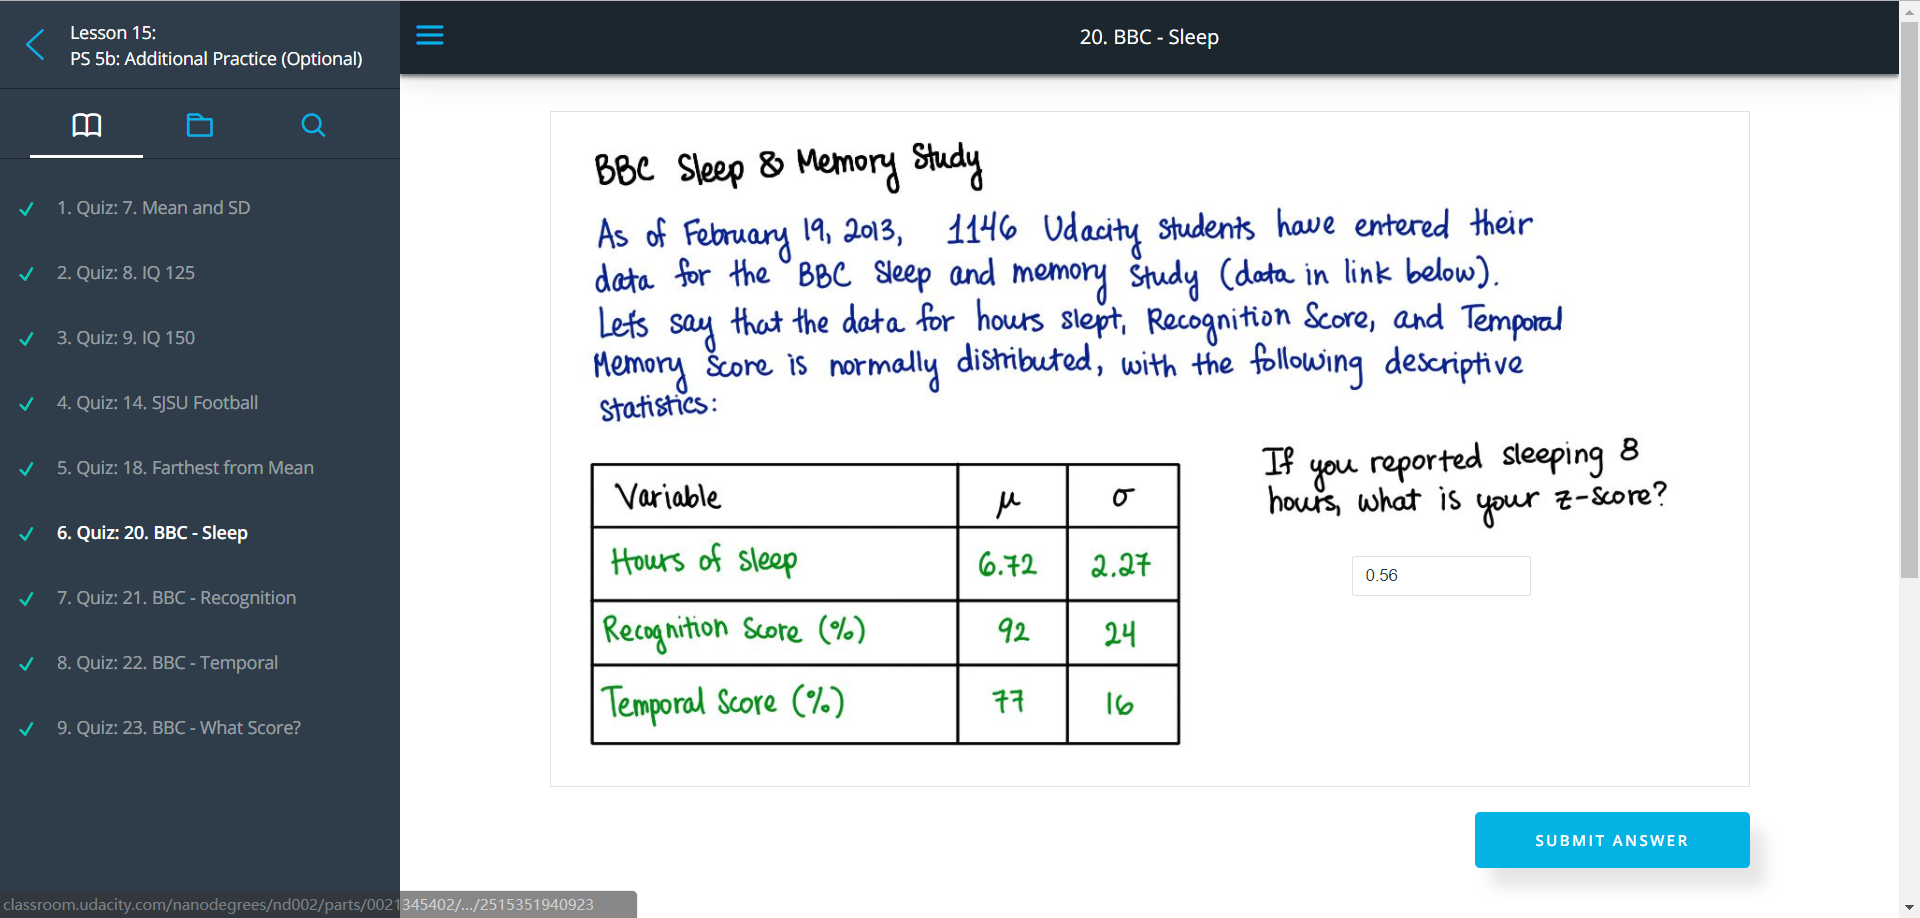 Lesson 15:
PS 5b: Additional Practice (Optional)
20. BBC - Sleep
1. Quiz: 7. Mean and SD
2. Quiz: 8. IQ 125
3. Quiz: 9. IQ 150
4. Quiz: 14. SJSU Football
5. Quiz: 18. Farthest from Mean
6. Quiz: 20. BBC - Sleep
7. Quiz: 21. BBC - Recognition
8. Quiz: 22. BBC - Temporal
9. Quiz: 23. BBC - What Score?
BBC Sleep & Memory Study
As of February 19, 2013, 1146 Udacity students have entered their
data for the BBC Sleep and memory Study (data in link below).
Let's say that the data for hours slept, Recognition Score, and Temporal
Memory Score is normally distributed, with the following descriptive
statistics:
Variable μ σ
Hours of sleep 6.72 2.27
Recognition Score (%) 92 24
Temporal Score (%) 77 16
If you reported sleeping 8
hours, what is your z-score?
0.56
SUBMIT ANSWER
classroom.udacity.com/nanodegrees/nd002/parts/0021345402/.../2515351940923